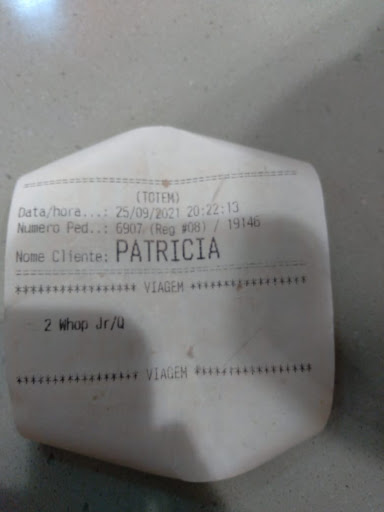 ================================
(TOTEM)
Data/hora...: 25/09/2021 20:22:13
Numero Ped..: 6907 (Reg #08) / 19146
Nome Cliente: PATRICIA
================================
**************** VIAGEM ****************
2 Whop Jr/Q
**************** VIAGEM ****************